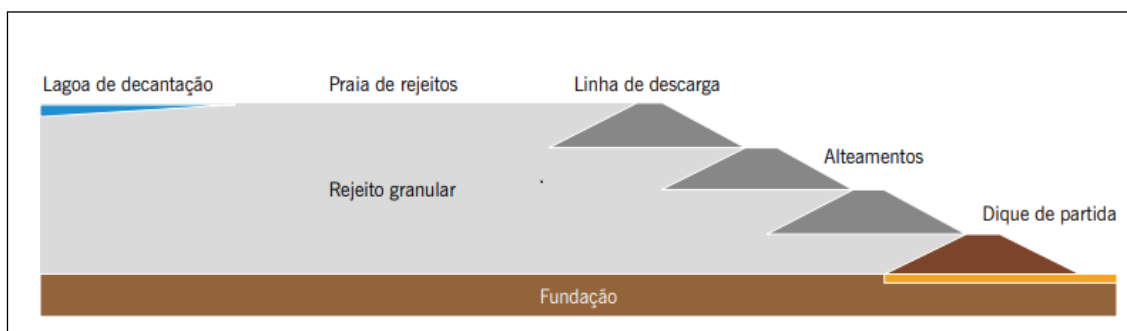 Lagoa de decantação
Praia de rejeitos
Linha de descarga
Alteamentos
Rejeito granular
Dique de partida
Fundação